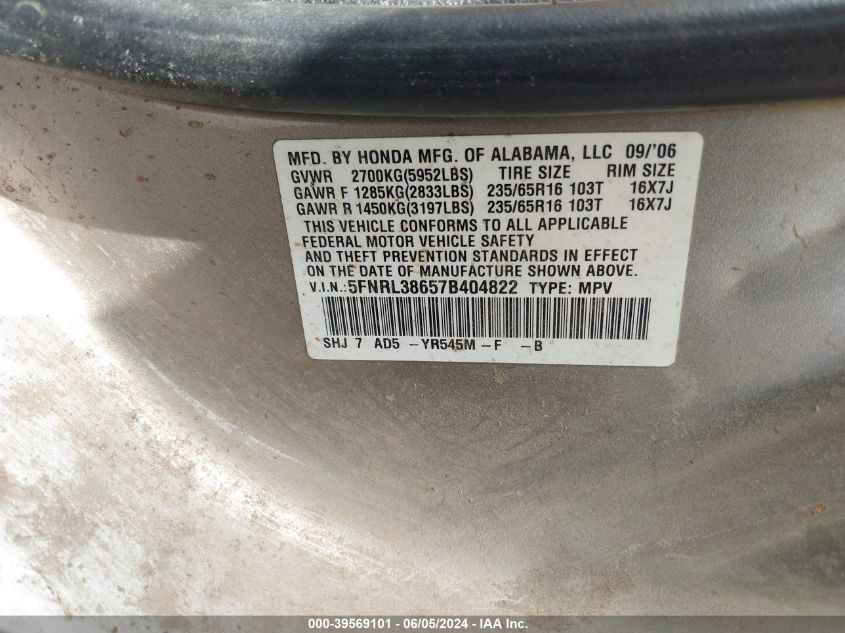 MFD. BY HONDA MFG. OF ALABAMA, LLC 09/'06
GVWR 2700KG(5952LBS) TIRE SIZE RIM SIZE
GAWR F 1285KG(2833LBS) 235/65R16 103T 16X7J
GAWR R 1450KG(3197LBS) 235/65R16 103T 16X7J
THIS VEHICLE CONFORMS TO ALL APPLICABLE
FEDERAL MOTOR VEHICLE SAFETY
AND THEFT PREVENTION STANDARDS IN EFFECT
ON THE DATE OF MANUFACTURE SHOWN ABOVE.
V.I.N.:5FNRL38657B404822 TYPE: MPV
SHJ 7 AD5 -YR545M -F -B
000-39569101 - 06/05/2024 - IAA Inc.